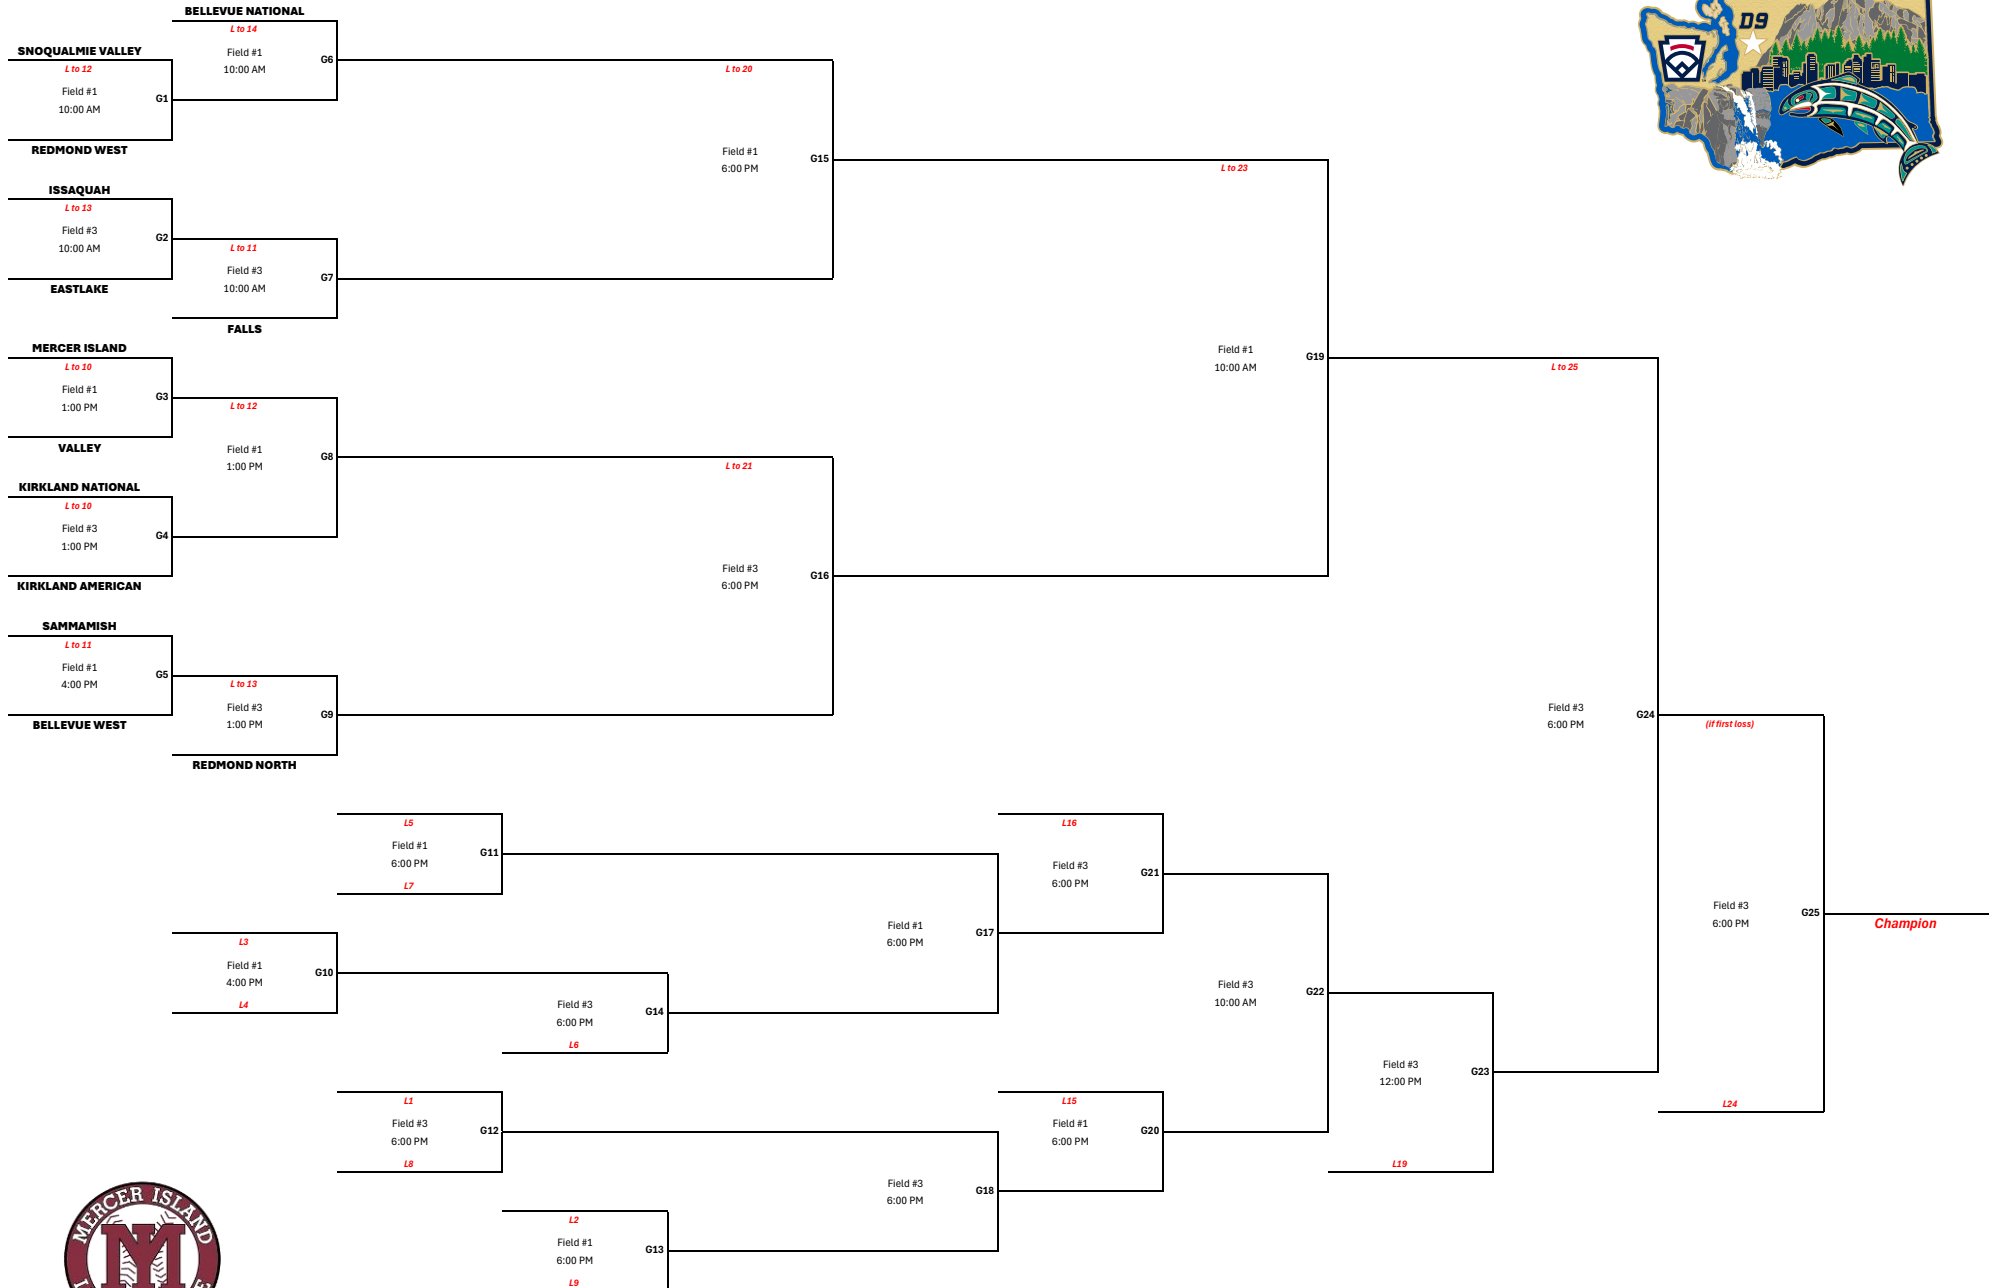 BELLEVUE NATIONAL
L to 14
Field #1
10:00 AM
G6
SNOQUALMIE VALLEY
L to 12
Field #1
10:00 AM
G1
REDMOND WEST
ISSAQUAH
L to 13
Field #3
10:00 AM
G2
EASTLAKE
L to 11
Field #3
10:00 AM
G7
FALLS
MERCER ISLAND
L to 10
Field #1
1:00 PM
G3
VALLEY
L to 12
Field #1
1:00 PM
G8
KIRKLAND NATIONAL
L to 10
Field #3
1:00 PM
G4
KIRKLAND AMERICAN
SAMMAMISH
L to 11
Field #1
4:00 PM
G5
BELLEVUE WEST
L to 13
Field #3
1:00 PM
G9
REDMOND NORTH
L to 20
Field #1
6:00 PM
G15
L to 21
Field #3
6:00 PM
G16
L to 23
Field #1
10:00 AM
G19
L to 25
Field #3
6:00 PM
G24
(if first loss)
Field #3
6:00 PM
G25
L24
Champion
D9
L5
Field #1
6:00 PM
G11
L7
L3
Field #1
4:00 PM
G10
L4
Field #3
6:00 PM
G14
L6
L1
Field #3
6:00 PM
G12
L8
L2
Field #1
6:00 PM
G13
L9
Field #1
6:00 PM
G17
Field #3
6:00 PM
G18
L16
Field #3
6:00 PM
G21
L15
Field #1
6:00 PM
G20
Field #3
10:00 AM
G22
Field #3
12:00 PM
G23
L19
MERCER ISLAND
MI